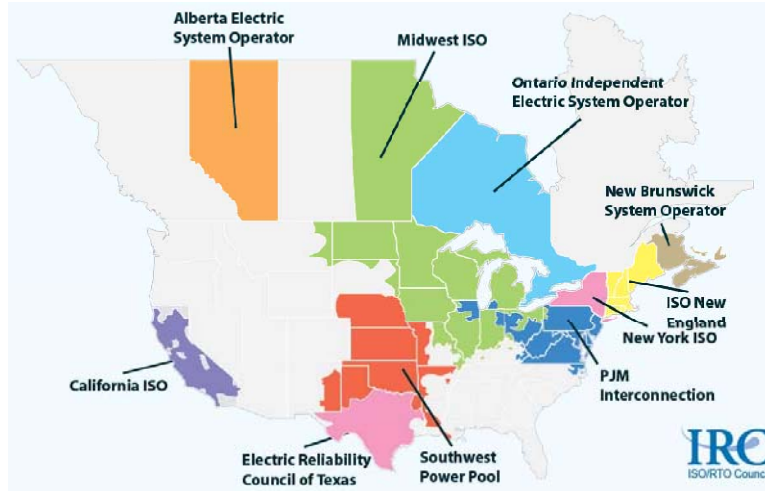 Alberta Electric
System Operator
Midwest ISO
Ontario Independent
Electric System Operator
New Brunswick
System Operator
ISO New
England
New York ISO
PJM
Interconnection
California ISO
Electric Reliability
Council of Texas
Southwest
Power Pool
IRC
ISO/RTO Counc